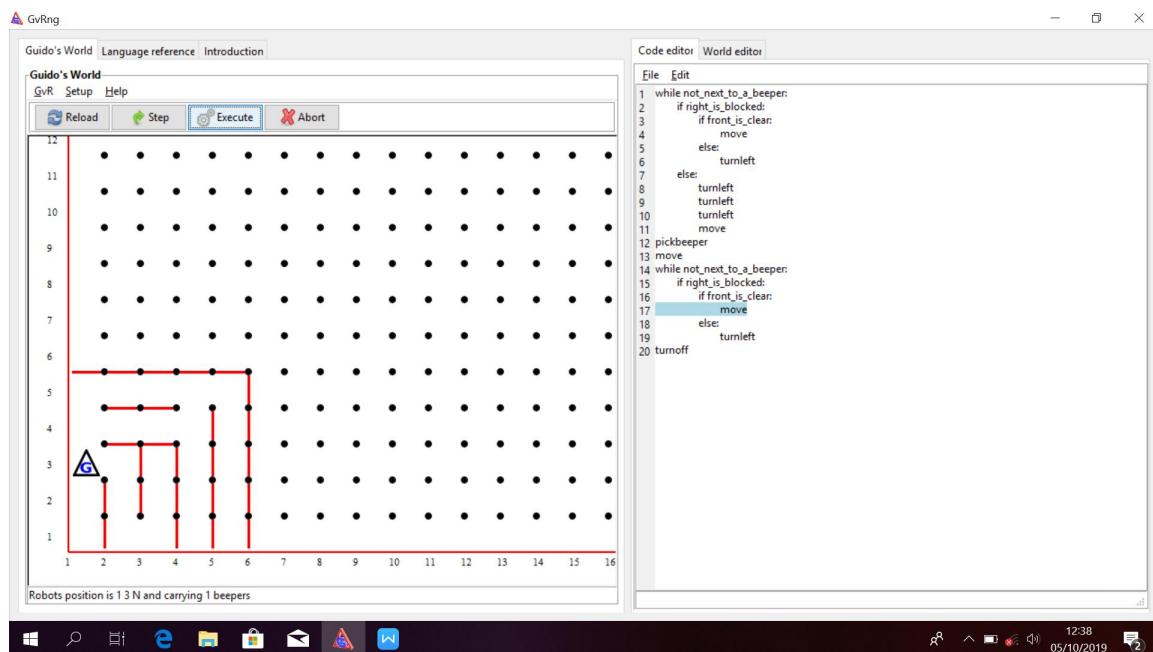 GvRng
Guido's World Language reference Introduction
Guido's World
GvR Setup Help
Reload Step Execute Abort
12
11
10
9
8
7
6
5
4
3
2
1
G
1 2 3 4 5 6 7 8 9 10 11 12 13 14 15 16
Robots position is 1 3 N and carrying 1 beepers
Code editor World editor
File Edit
1 while not_next_to_a_beeper:
2 if right_is_blocked:
3 if front_is_clear:
4 move
5 else:
6 turnleft
7 else:
8 turnleft
9 turnleft
10 turnleft
11 move
12 pickbeeper
13 move
14 while not_next_to_a_beeper:
15 if right_is_blocked:
16 if front_is_clear:
17 move
18 else:
19 turnleft
20 turnoff
12:38
05/10/2019
2